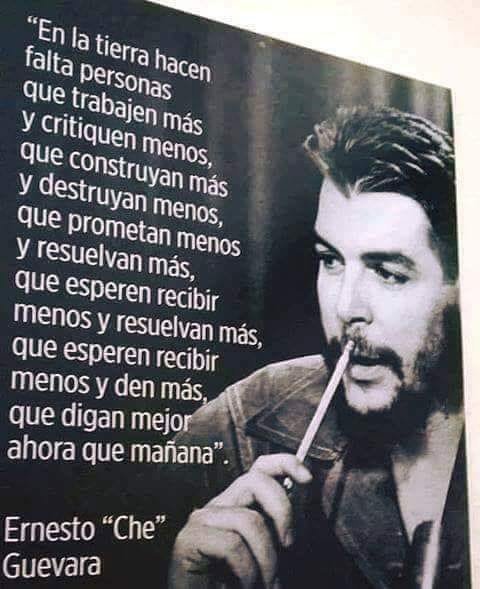 “En la tierra hacen
falta personas
que trabajen más
y critiquen menos,
que construyan más
y destruyan menos,
que prometan menos
y resuelvan más,
que esperen recibir
menos y resuelvan más,
que esperen recibir
menos y den más,
que digan mejor
ahora que mañana”.
Ernesto “Che”
Guevara